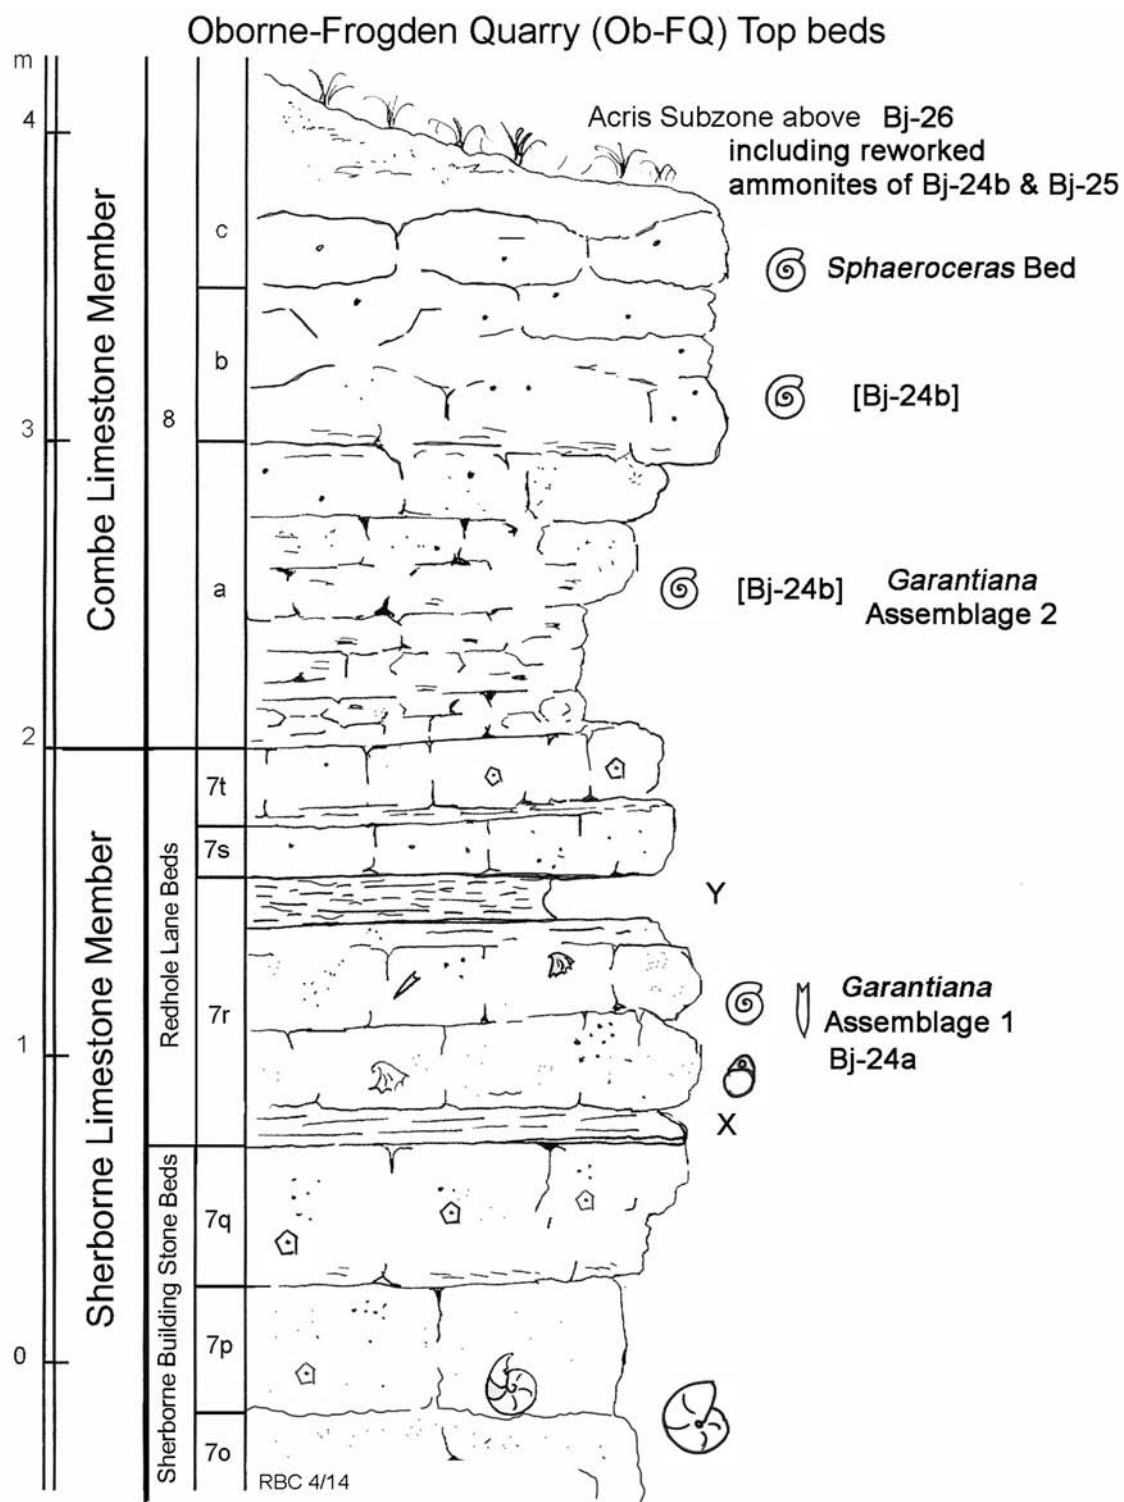 Oborne-Frogden Quarry (Ob-FQ) Top beds
m
4
3
2
1
0
Combe Limestone Member
Sherborne Limestone Member
Redhole Lane Beds
Sherborne Building Stone Beds
8
c
b
a
7t
7s
7r
7q
7p
7o
Acris Subzone above Bj-26
including reworked
ammonites of Bj-24b & Bj-25
Sphaeroceras Bed
[Bj-24b]
[Bj-24b] Garantiana
Assemblage 2
Y
Garantiana
Assemblage 1
Bj-24a
X
RBC 4/14